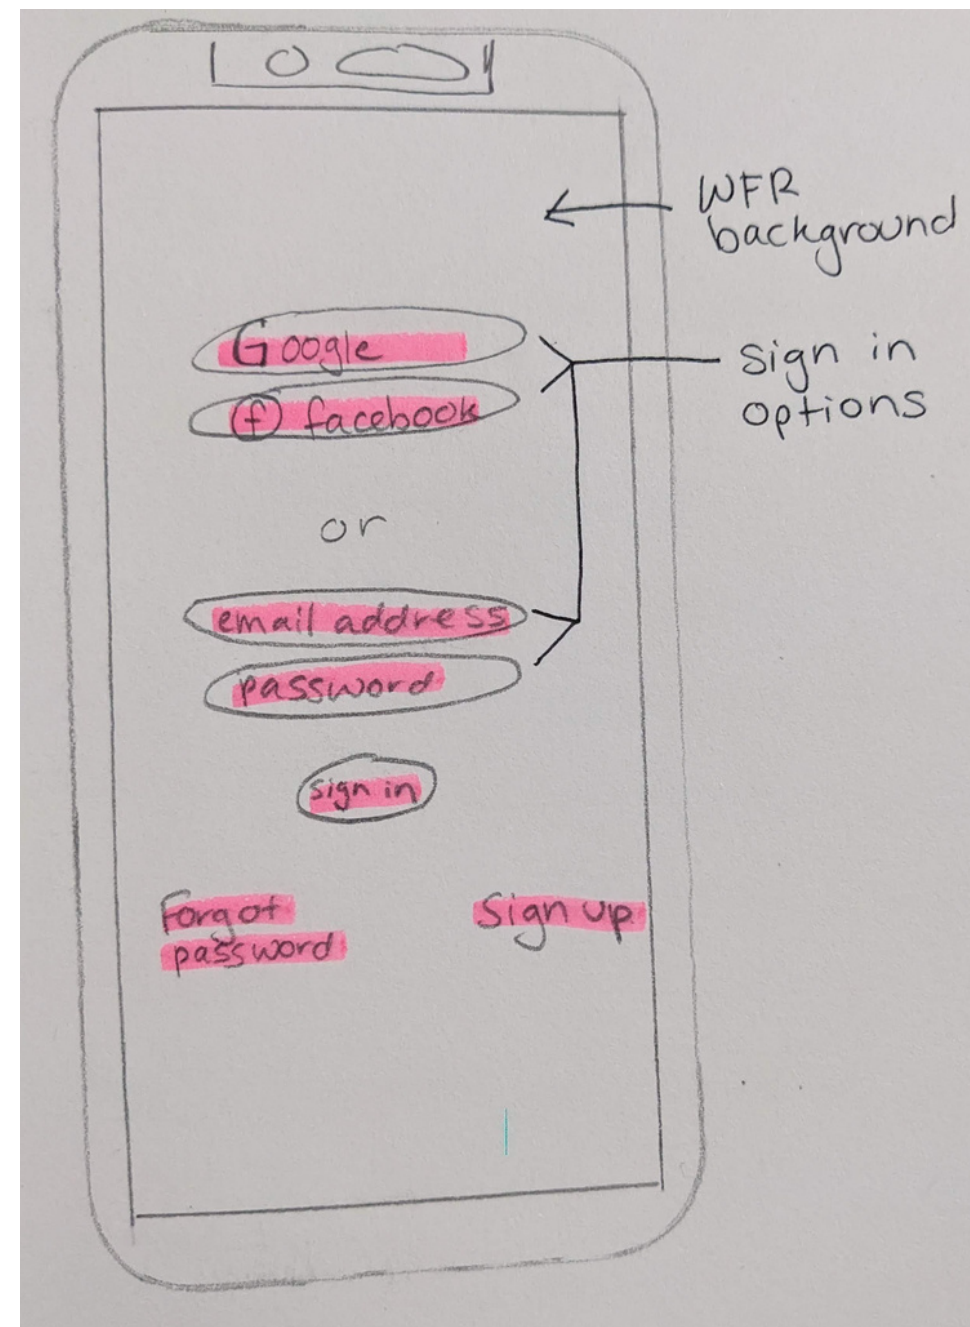 WFR
background
Google
f facebook
sign in
options
or
email address
password
sign in
Forgot
password
Sign up